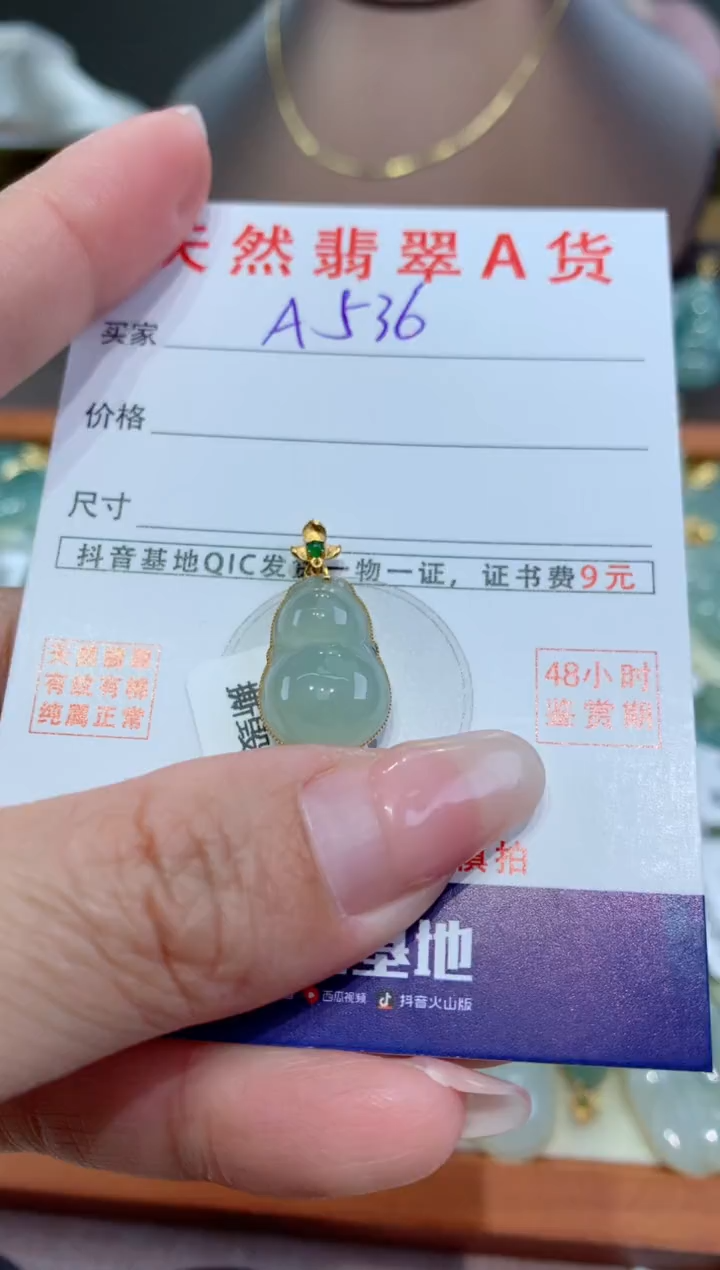 天然翡翠A货
买家 A536
价格
尺寸
抖音基地QIC发货一物一证，证书费9元
天然翡翠
有纹有棉
纯属正常
48小时
鉴赏期
慎拍
基地
西瓜视频 抖音火山版